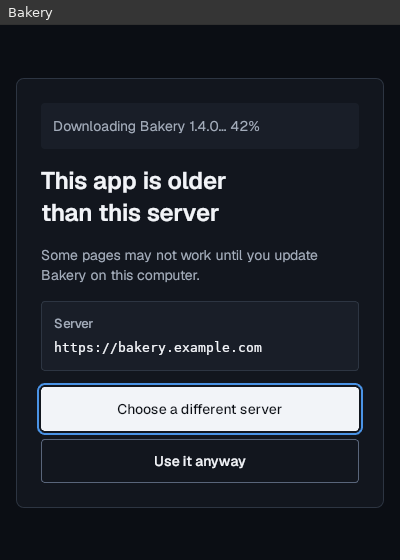 Bakery
Downloading Bakery 1.4.0… 42%
This app is older
than this server
Some pages may not work until you update
Bakery on this computer.
Server
https://bakery.example.com
Choose a different server
Use it anyway